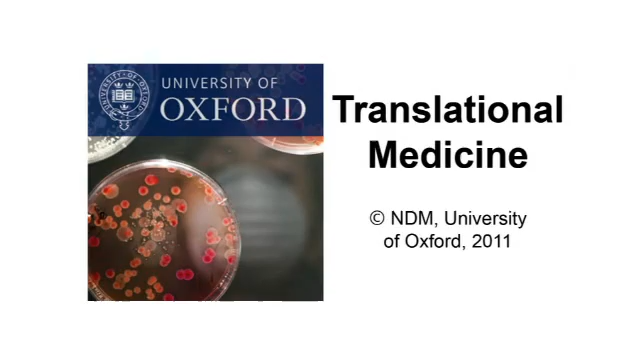 UNIVERSITY OF
OXFORD
Translational
Medicine
© NDM, University
of Oxford, 2011